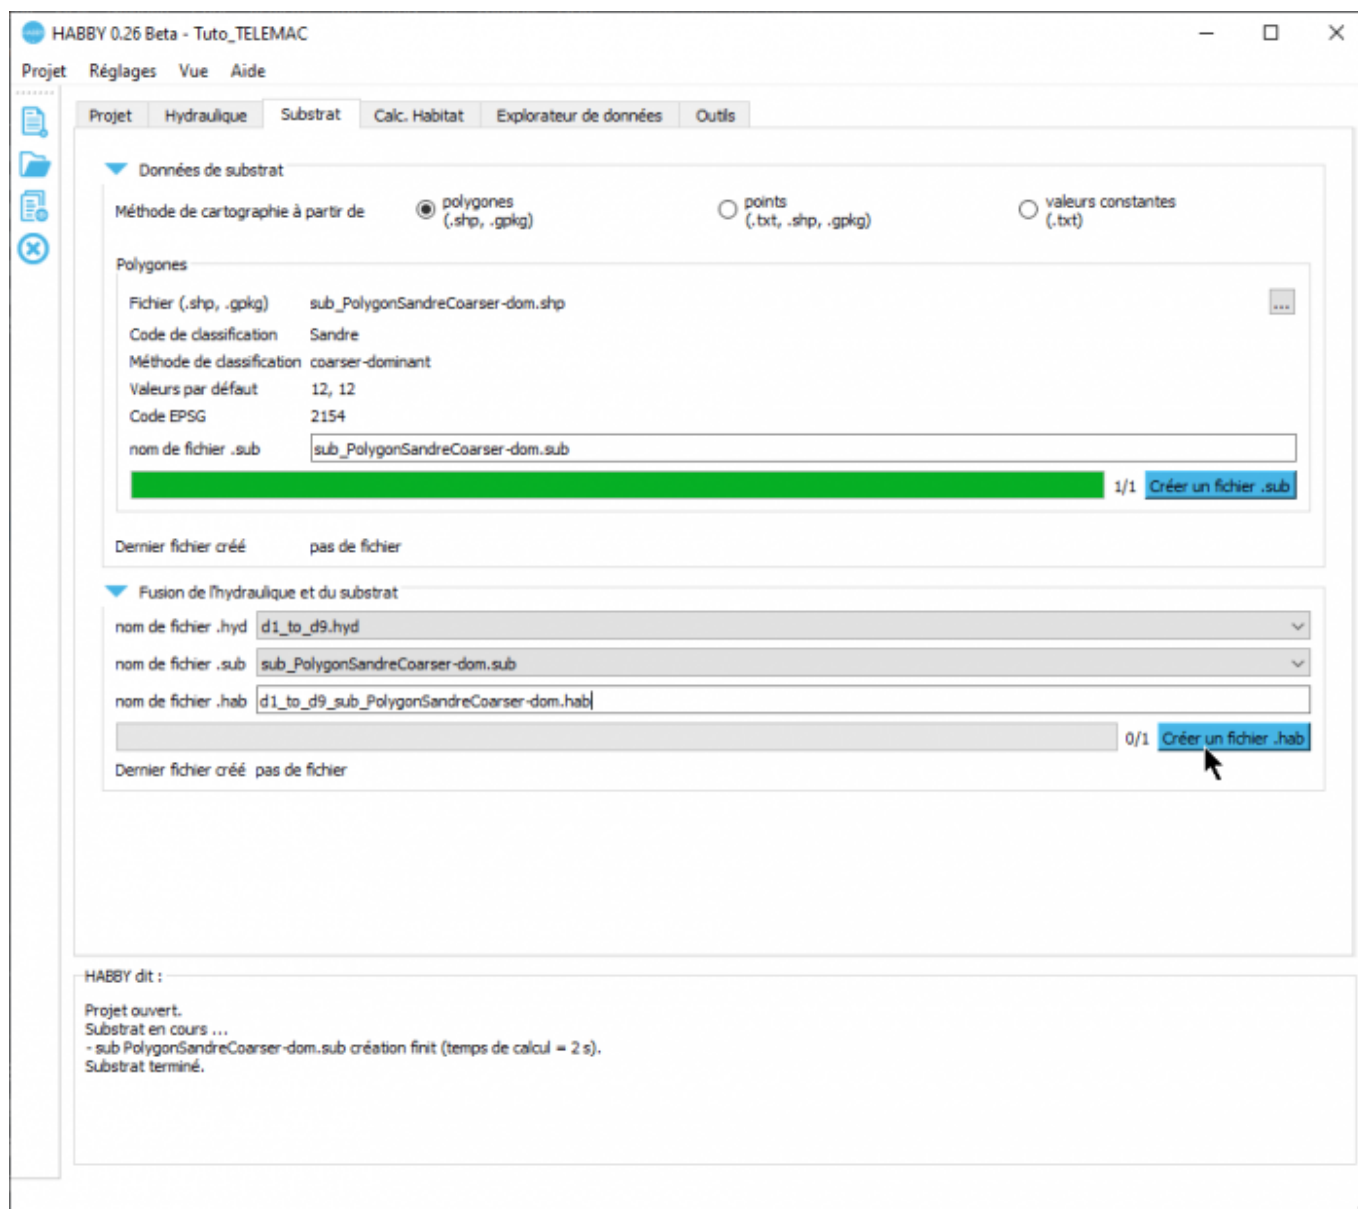 HABBY 0.26 Beta - Tuto_TELEMAC
Projet Réglages Vue Aide
Projet Hydraulique Substrat Calc. Habitat Explorateur de données Outils
Données de substrat
Méthode de cartographie à partir de
polygones
(.shp, .gpkg)
points
(.txt, .shp, .gpkg)
valeurs constantes
(.txt)
Polygones
Fichier (.shp, .gpkg) sub_PolygonSandreCoarser-dom.shp ...
Code de classification Sandre
Méthode de classification coarser-dominant
Valeurs par défaut 12, 12
Code EPSG 2154
nom de fichier .sub sub_PolygonSandreCoarser-dom.sub
1/1 Créer un fichier .sub
Dernier fichier créé pas de fichier
Fusion de l'hydraulique et du substrat
nom de fichier .hyd d1_to_d9.hyd
nom de fichier .sub sub_PolygonSandreCoarser-dom.sub
nom de fichier .hab d1_to_d9_sub_PolygonSandreCoarser-dom.hab
0/1 Créer un fichier .hab
Dernier fichier créé pas de fichier
HABBY dit :
Projet ouvert.
Substrat en cours ...
- sub PolygonSandreCoarser-dom.sub création finit (temps de calcul = 2 s).
Substrat terminé.